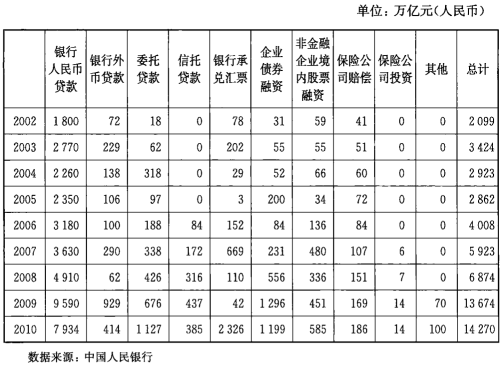 单位：万亿元(人民币)
银行人民币贷款 银行外币贷款 委托贷款 信托贷款 银行承兑汇票 企业债券融资 非金融企业境内股票融资 保险公司赔偿 保险公司投资 其他 总计
2002 1 800 72 18 0 78 31 59 41 0 0 2 099
2003 2 770 229 62 0 202 55 55 51 0 0 3 424
2004 2 260 138 318 0 29 52 66 60 0 0 2 923
2005 2 350 106 97 0 3 200 34 72 0 0 2 862
2006 3 180 100 188 84 152 84 136 84 0 0 4 008
2007 3 630 290 338 172 669 231 480 107 6 0 5 923
2008 4 910 62 426 316 110 556 336 151 7 0 6 874
2009 9 590 929 676 437 42 1 296 451 169 14 70 13 674
2010 7 934 414 1 127 385 2 326 1 199 585 186 14 100 14 270
数据来源：中国人民银行